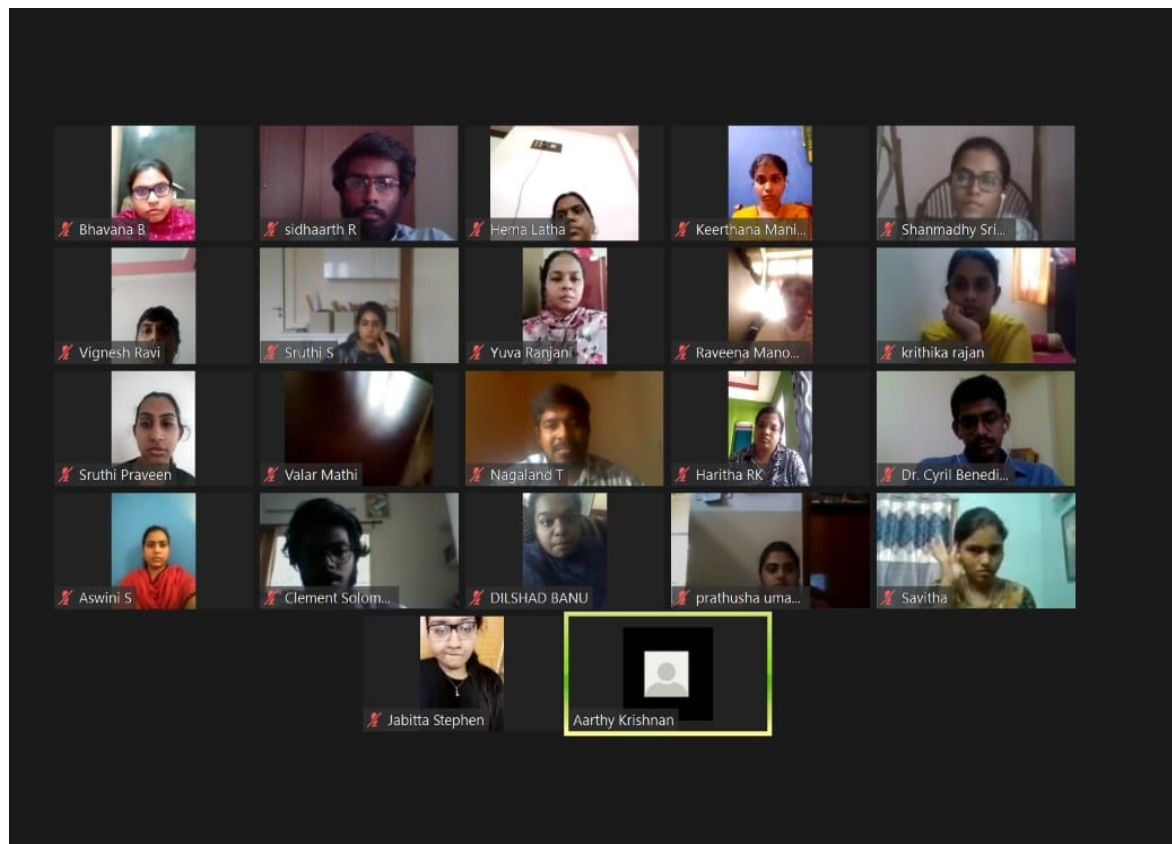 Bhavana B
sidhaarth R
Hema Latha
Keerthana Mani...
Shanmadhy Sri...
Vignesh Ravi
Sruthi S
Yuva Ranjani
Raveena Mano...
krithika rajan
Sruthi Praveen
Valar Mathi
Nagaland T
Haritha RK
Dr. Cyril Benedi...
Aswini S
Clement Solom...
DILSHAD BANU
prathusha uma...
Savitha
Jabitta Stephen
Aarthy Krishnan